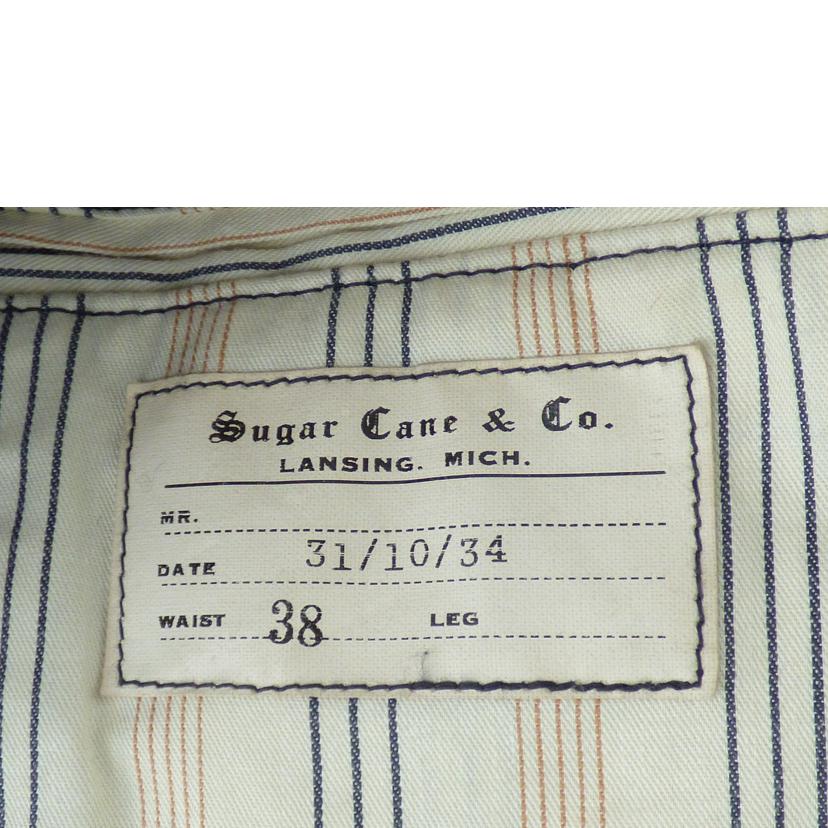 Sugar Cane & Co.
LANSING. MICH.
MR.
DATE 31/10/34
WAIST 38 LEG